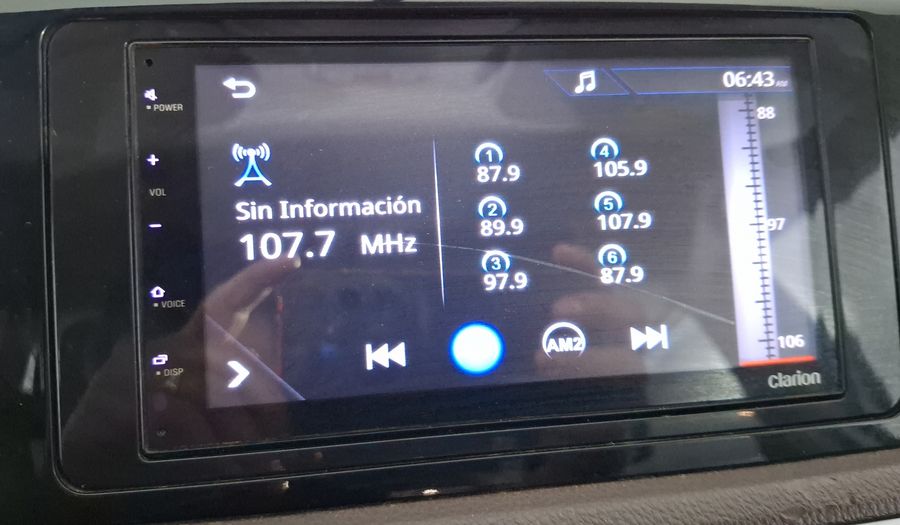 06:43 AM
POWER
+
VOL
-
VOICE
DISP
Sin Información
107.7 MHz
1
87.9
2
89.9
3
97.9
4
105.9
5
107.9
6
87.9
AM2
88
97
106
clarion